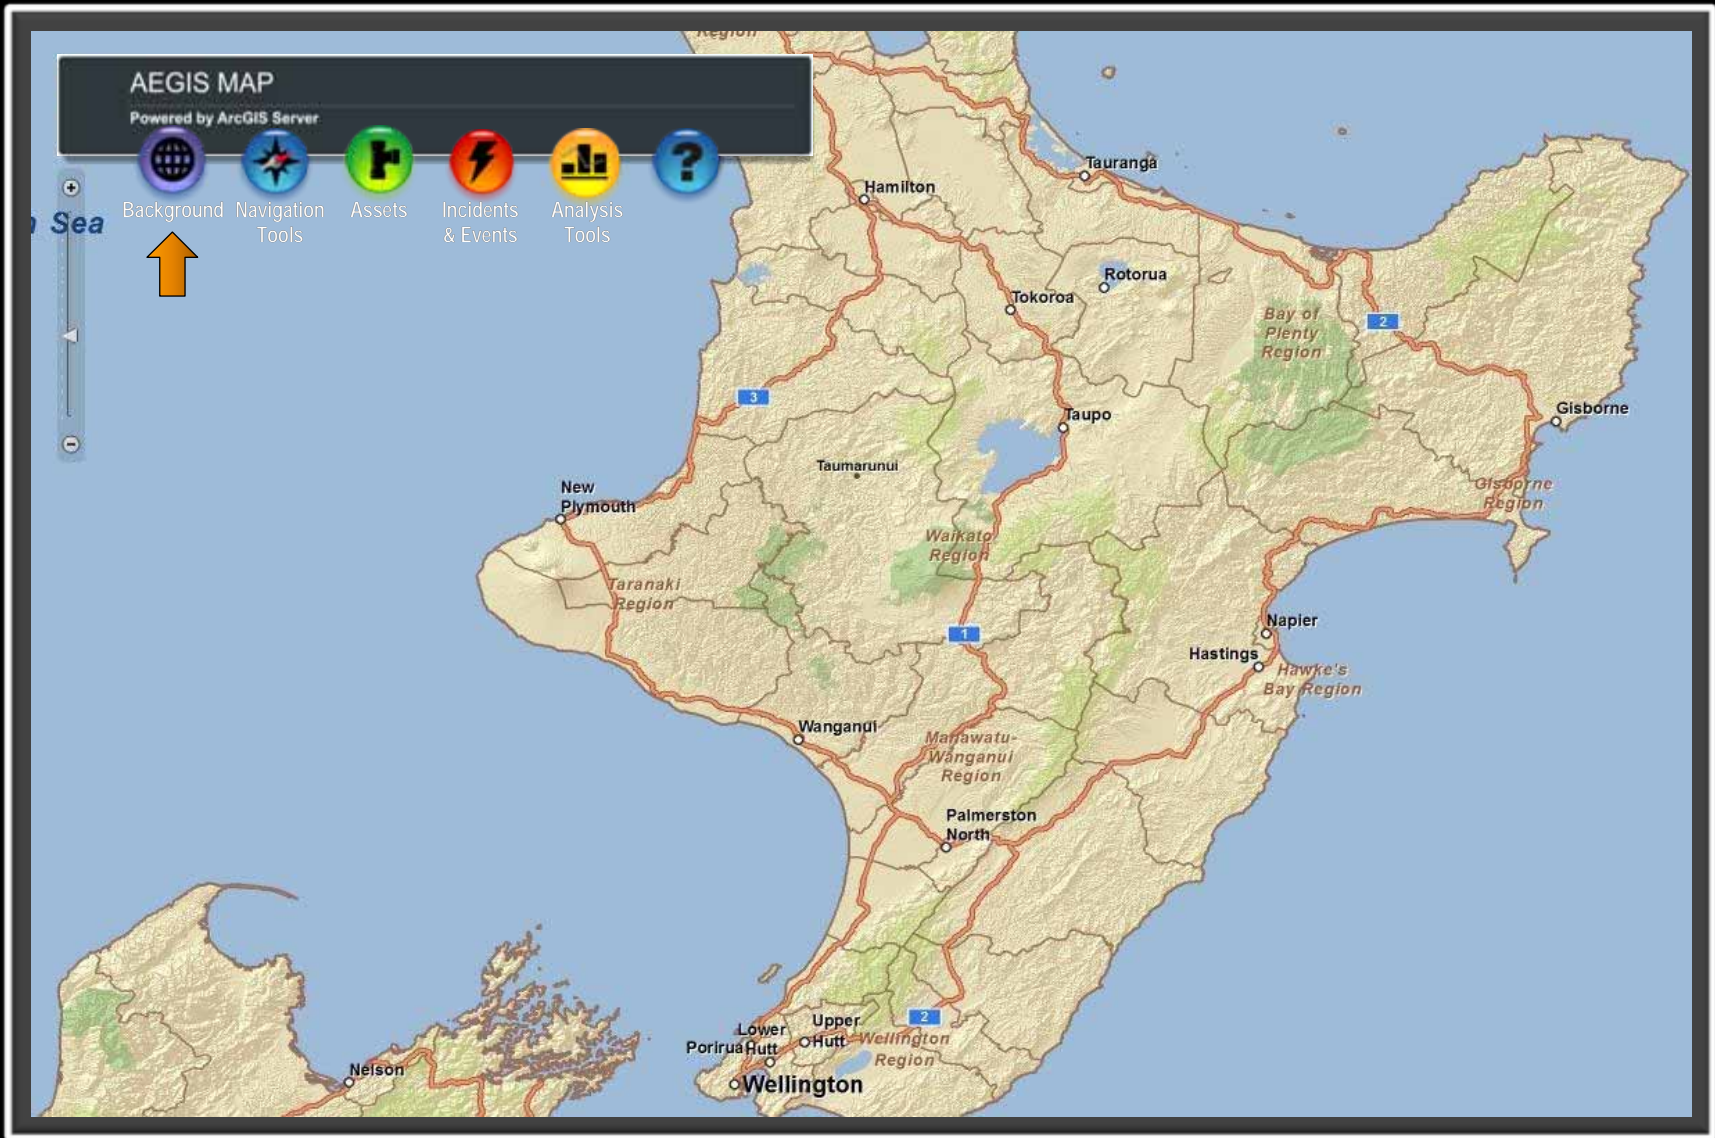 Region
AEGIS MAP
Powered by ArcGIS Server
?
Background
Navigation
Tools
Assets
Incidents
& Events
Analysis
Tools
Sea
Tauranga
Hamilton
Rotorua
Tokoroa
Bay of
Plenty
Region
2
3
Taupo
Gisborne
Taumarunui
New
Plymouth
Gisborne
Region
Waikato
Region
Taranaki
Region
1
Napier
Hastings
Hawke's
Bay Region
Wanganui
Manawatu-
Wanganui
Region
Palmerston
North
2
Upper
Hutt
Lower
Hutt
Porirua
Wellington
Region
Nelson
Wellington